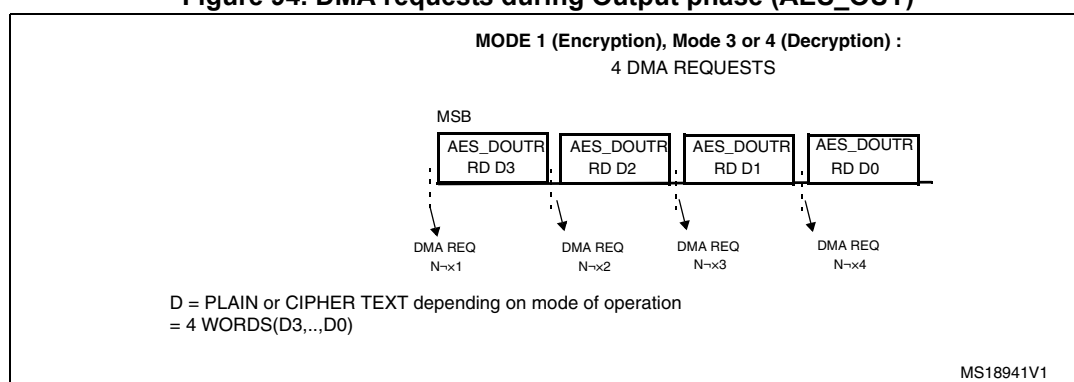 Figure 94. DMA requests during Output phase (AES_OUT)
MODE 1 (Encryption), Mode 3 or 4 (Decryption) :
4 DMA REQUESTS
MSB
AES_DOUTR AES_DOUTR AES_DOUTR AES_DOUTR
RD D3 RD D2 RD D1 RD D0
DMA REQ DMA REQ DMA REQ DMA REQ
N¬×1 N¬×2 N¬×3 N¬×4
D = PLAIN or CIPHER TEXT depending on mode of operation
= 4 WORDS(D3,..,D0)
MS18941V1